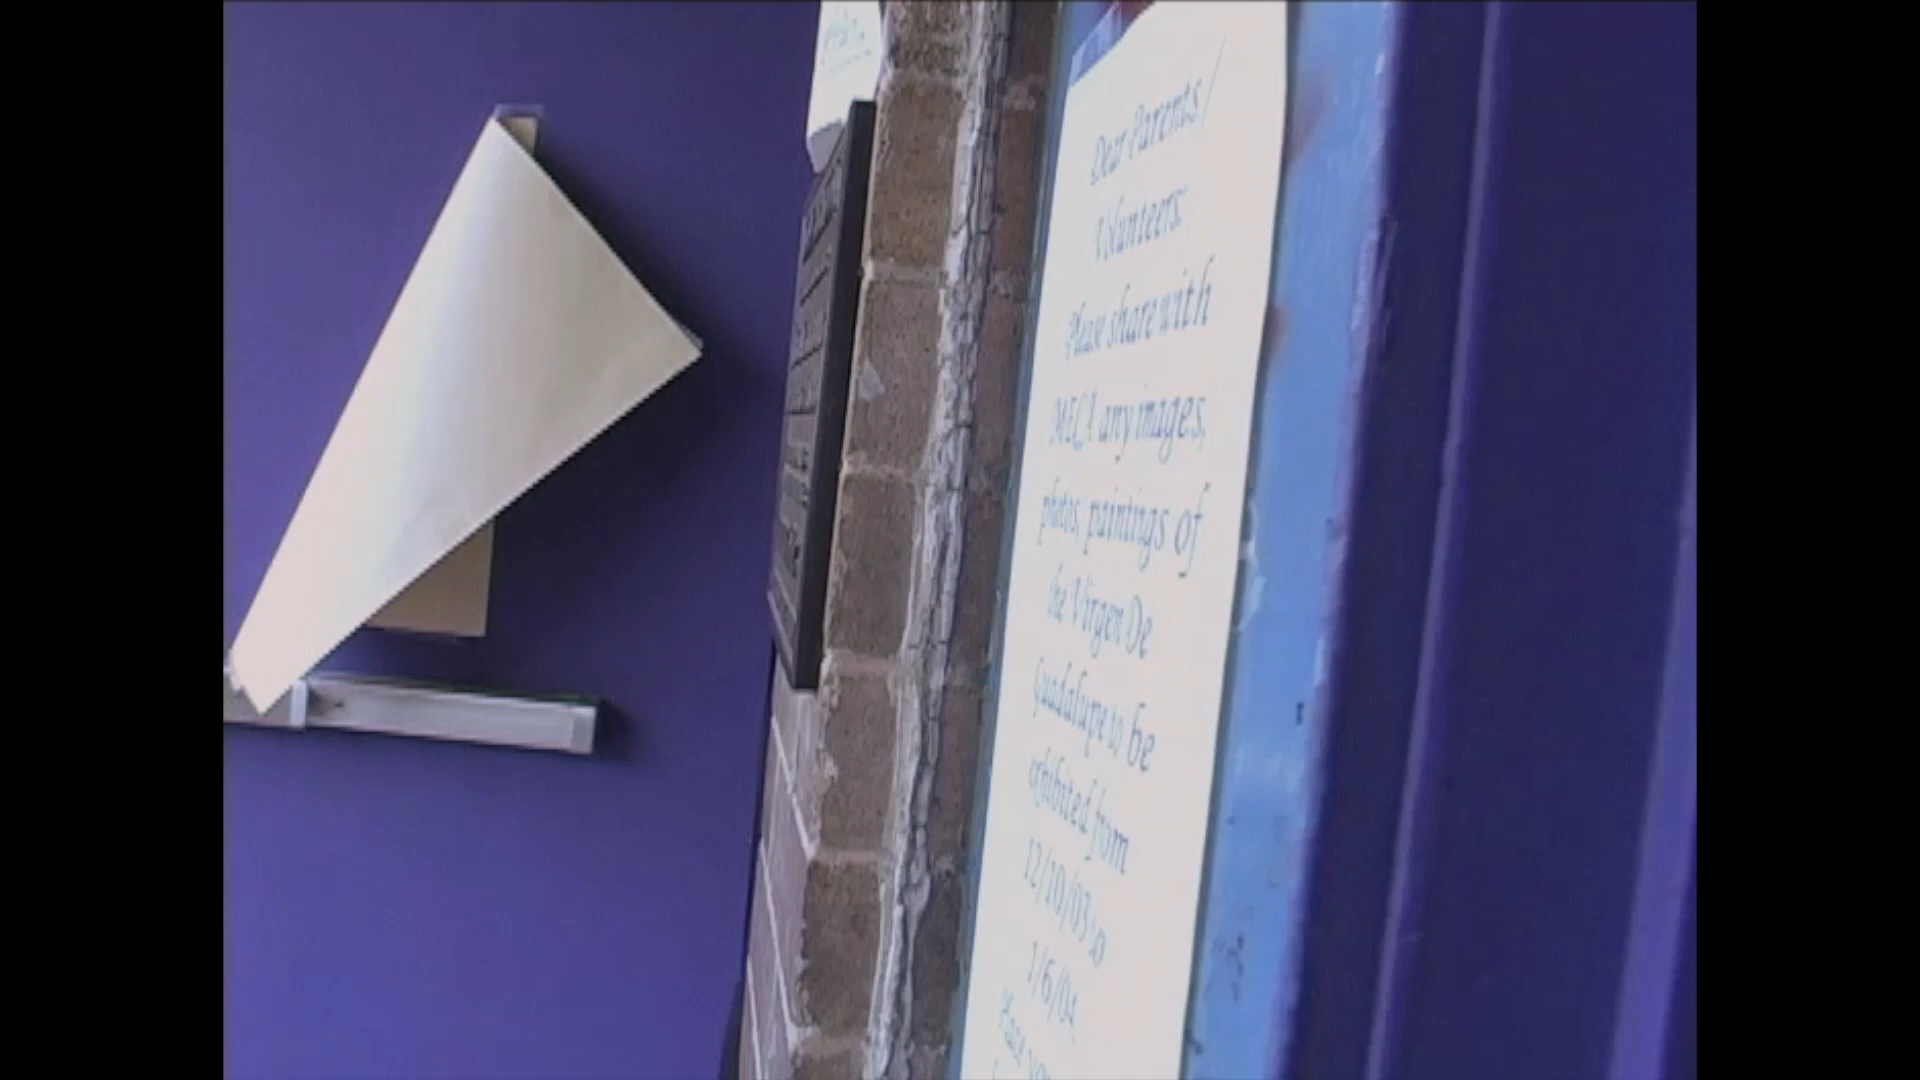 Dear Parents/
Volunteers:
Please share with
MECA any images,
photos, paintings of
the Virgen De
Guadalupe to be
exhibited from
12/10/03 to
1/6/04
Please